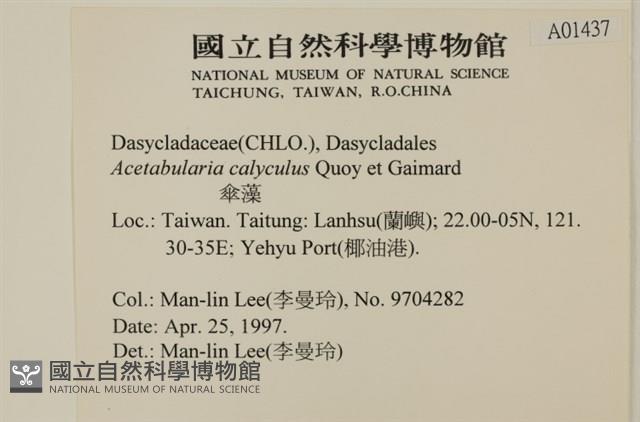 國立自然科學博物館
A01437
NATIONAL MUSEUM OF NATURAL SCIENCE
TAICHUNG, TAIWAN, R.O.CHINA
Dasycladaceae(CHLO.), Dasycladales
Acetabularia calyculus Quoy et Gaimard
傘藻
Loc.: Taiwan. Taitung: Lanhsu(蘭嶼); 22.00-05N, 121.
30-35E; Yehyu Port(椰油港).
Col.: Man-lin Lee(李曼玲), No. 9704282
Date: Apr. 25, 1997.
Det.: Man-lin Lee(李曼玲)
國立自然科學博物館
NATIONAL MUSEUM OF NATURAL SCIENCE